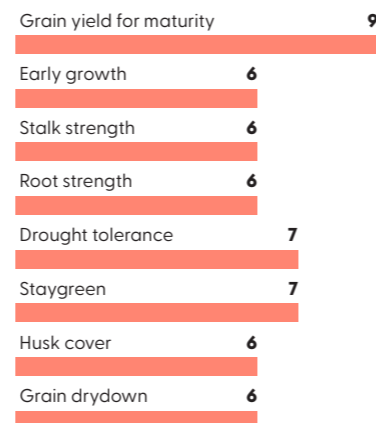 Grain yield for maturity 9
Early growth 6
Stalk strength 6
Root strength 6
Drought tolerance 7
Staygreen 7
Husk cover 6
Grain drydown 6